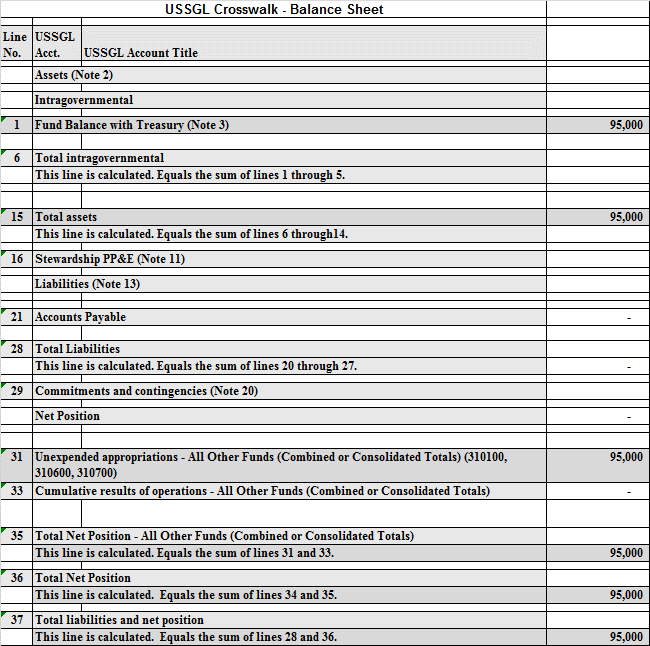 USSGL Crosswalk - Balance Sheet
Line USSGL
No. Acct. USSGL Account Title
Assets (Note 2)
Intragovernmental
1 Fund Balance with Treasury (Note 3) 95,000
6 Total intragovernmental
This line is calculated. Equals the sum of lines 1 through 5.
15 Total assets 95,000
This line is calculated. Equals the sum of lines 6 through14.
16 Stewardship PP&E (Note 11)
Liabilities (Note 13)
21 Accounts Payable -
28 Total Liabilities
This line is calculated. Equals the sum of lines 20 through 27. -
29 Commitments and contingencies (Note 20)
Net Position -
31 Unexpended appropriations - All Other Funds (Combined or Consolidated Totals) (310100, 95,000
310600, 310700)
33 Cumulative results of operations - All Other Funds (Combined or Consolidated Totals) -
35 Total Net Position - All Other Funds (Combined or Consolidated Totals)
This line is calculated. Equals the sum of lines 31 and 33. 95,000
36 Total Net Position
This line is calculated. Equals the sum of lines 34 and 35. 95,000
37 Total liabilities and net position
This line is calculated. Equals the sum of lines 28 and 36. 95,000